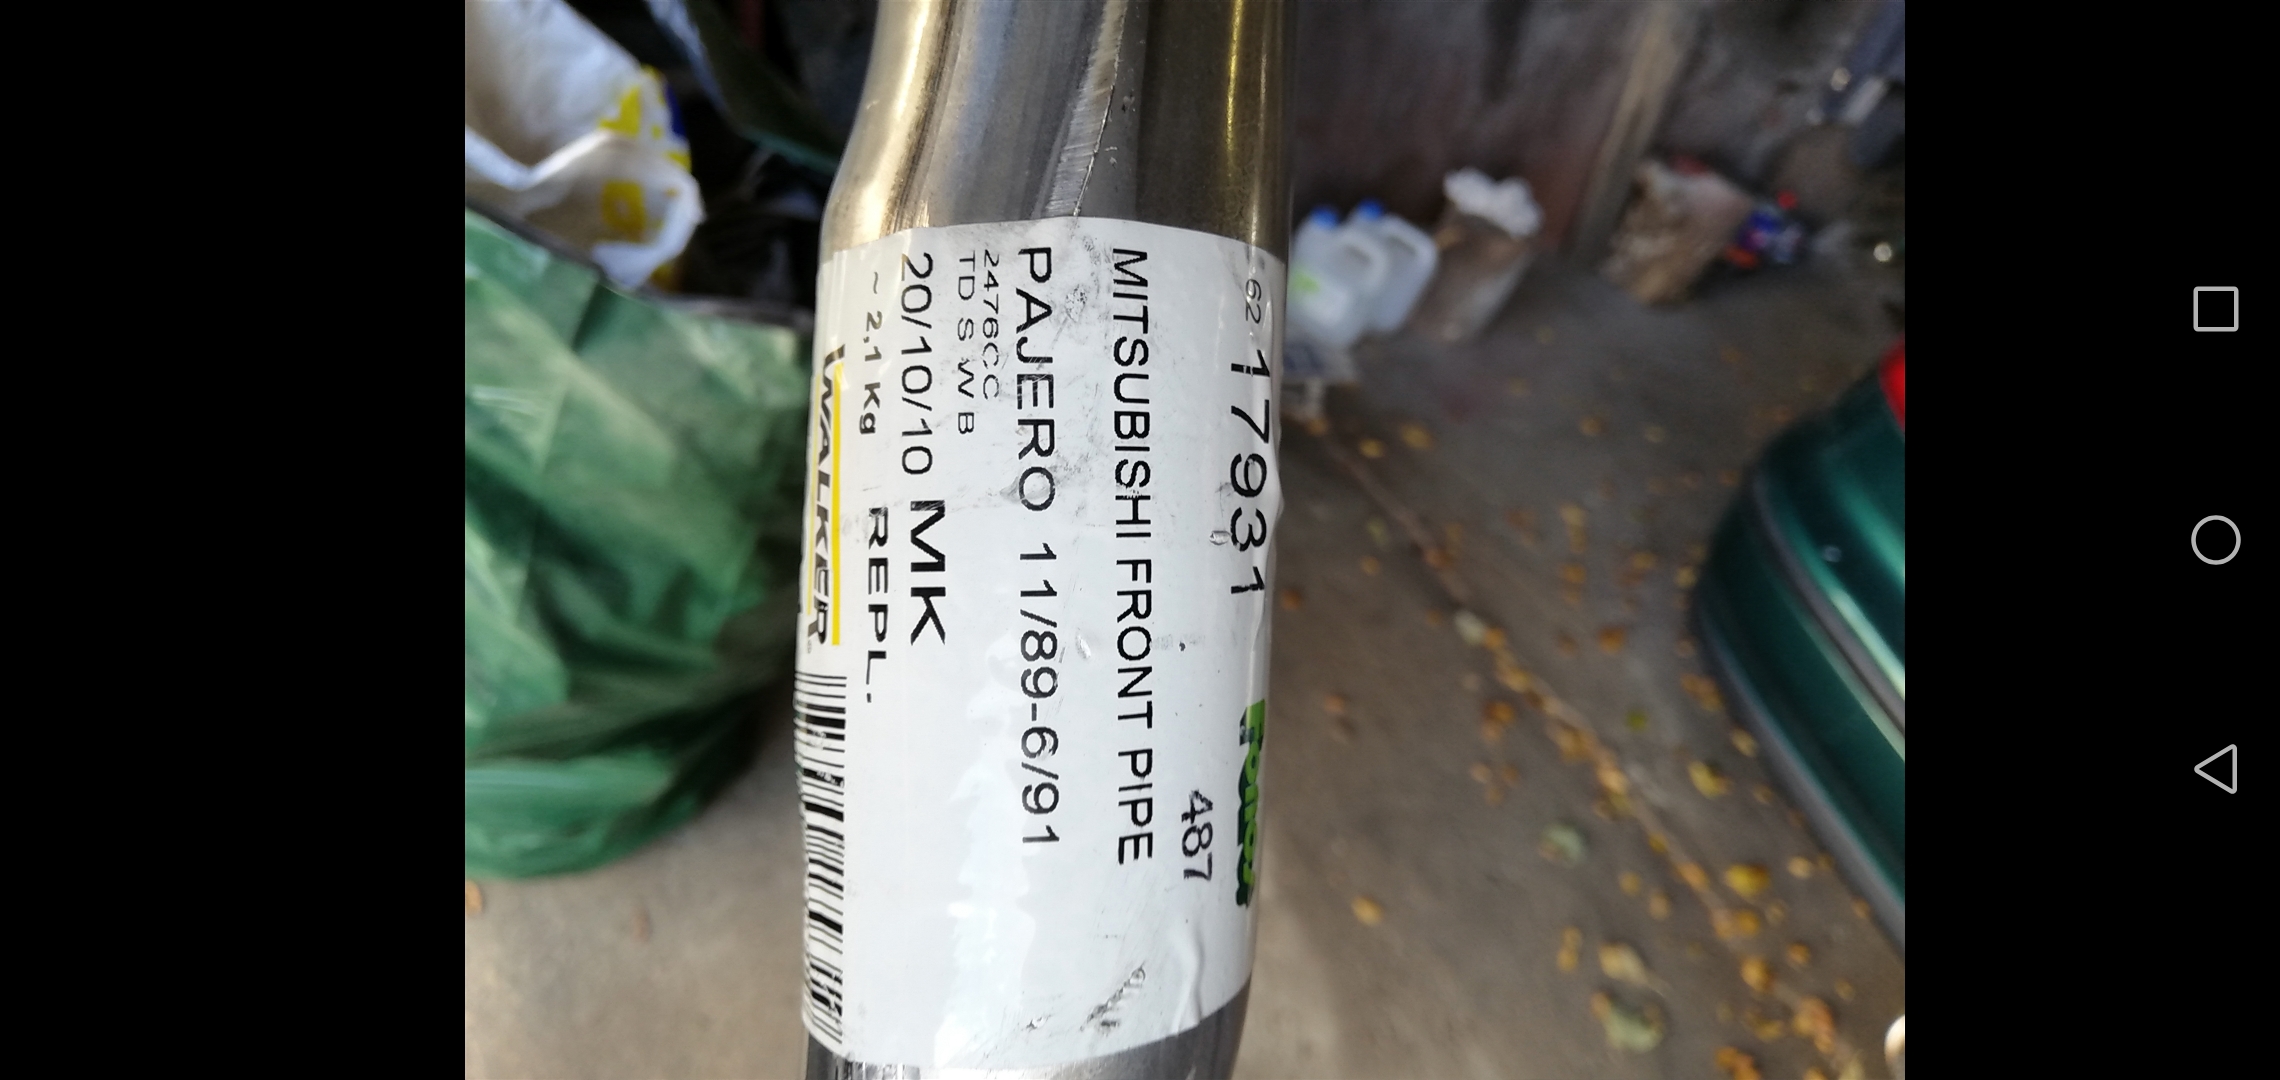 62 17931
487
MITSUBISHI FRONT PIPE
PAJERO 11/89-6/91
2476CC
TD SWB
20/10/10 MK
~ 2,1 Kg REPL.
WALKER